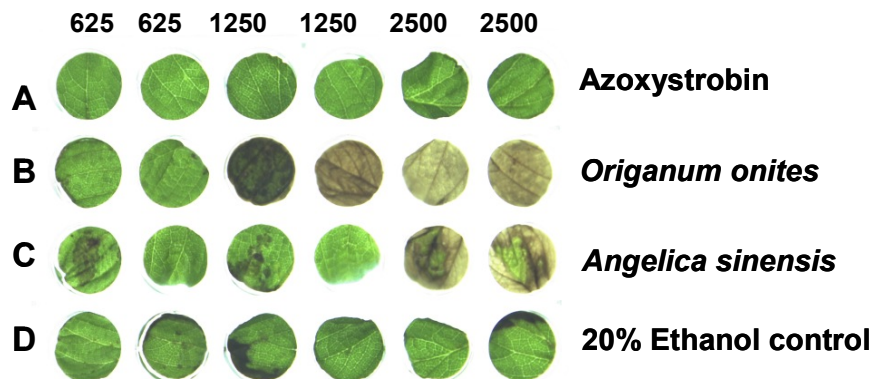 625 625 1250 1250 2500 2500
A Azoxystrobin
B Origanum onites
C Angelica sinensis
D 20% Ethanol control